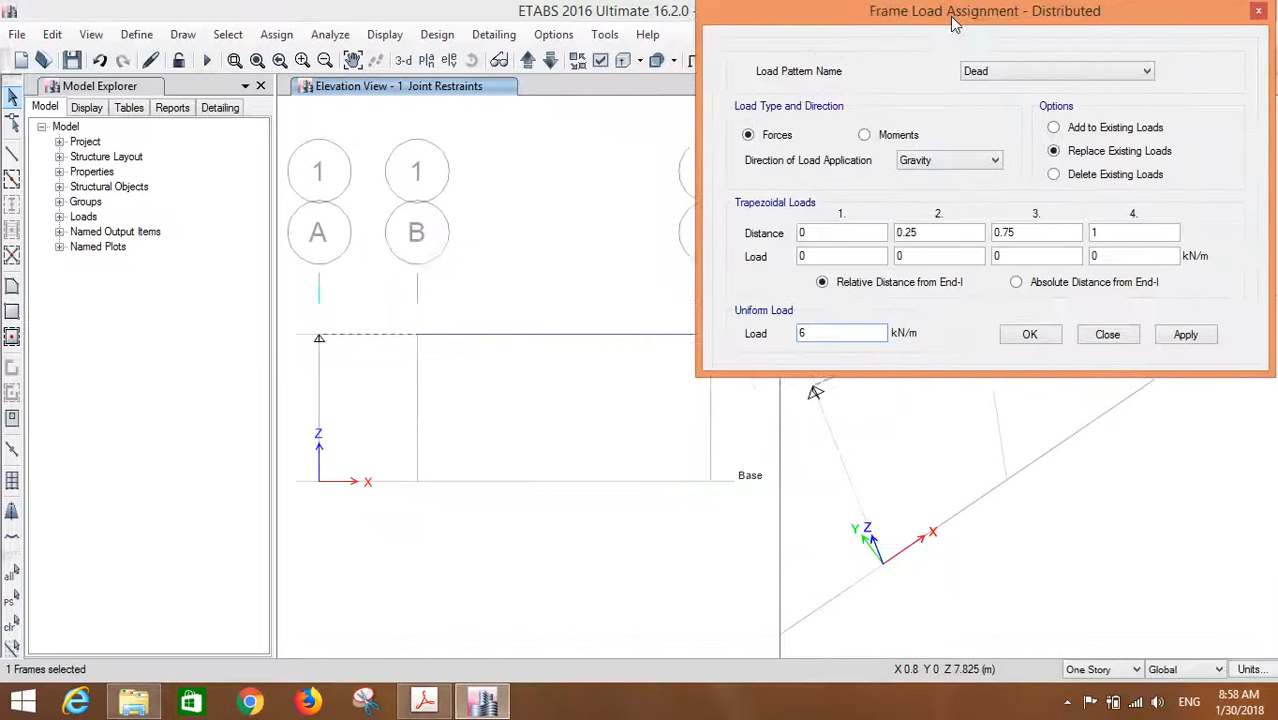 ETABS 2016 Ultimate 16.2.0 -
Frame Load Assignment - Distributed
File Edit View Define Draw Select Assign Analyze Display Design Detailing Options Tools Help
Load Pattern Name Dead
Model Explorer
Elevation View - 1 Joint Restraints
Model Display Tables Reports Detailing
Load Type and Direction
Options
Forces Moments
Add to Existing Loads
Direction of Load Application Gravity
Replace Existing Loads
Delete Existing Loads
Model
Project
Structure Layout
Properties
Structural Objects
Groups
Loads
Named Output Items
Named Plots
1 1
A B
Trapezoidal Loads
1. 2. 3. 4.
Distance 0 0.25 0.75 1
Load 0 0 0 0 kN/m
Relative Distance from End-I Absolute Distance from End-I
Uniform Load
Load 6 kN/m OK Close Apply
Z
X
Base
Y Z X
all
PS
clr
1 Frames selected
X 0.8 Y 0 Z 7.825 (m)
One Story Global Units...
ENG
8:58 AM
1/30/2018